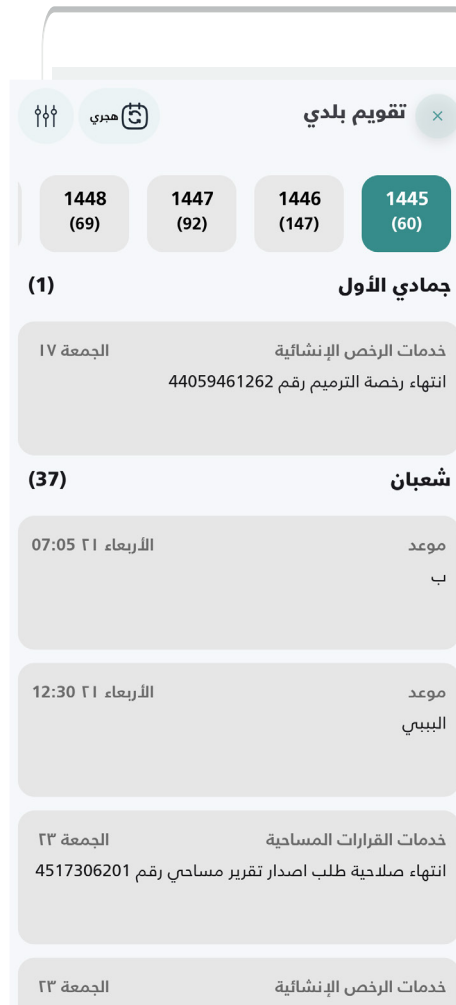 تقويم بلدي
هجري
1445 1446 1447 1448
(60) (147) (92) (69)
جمادي الأول (1)
خدمات الرخص الإنشائية الجمعة ١٧
انتهاء رخصة الترميم رقم 44059461262
شعبان (37)
موعد الأربعاء ٢١ 07:05
ب
موعد الأربعاء ٢١ 12:30
البببي
خدمات القرارات المساحية الجمعة ٢٣
انتهاء صلاحية طلب اصدار تقرير مساحي رقم 4517306201
خدمات الرخص الإنشائية الجمعة ٢٣